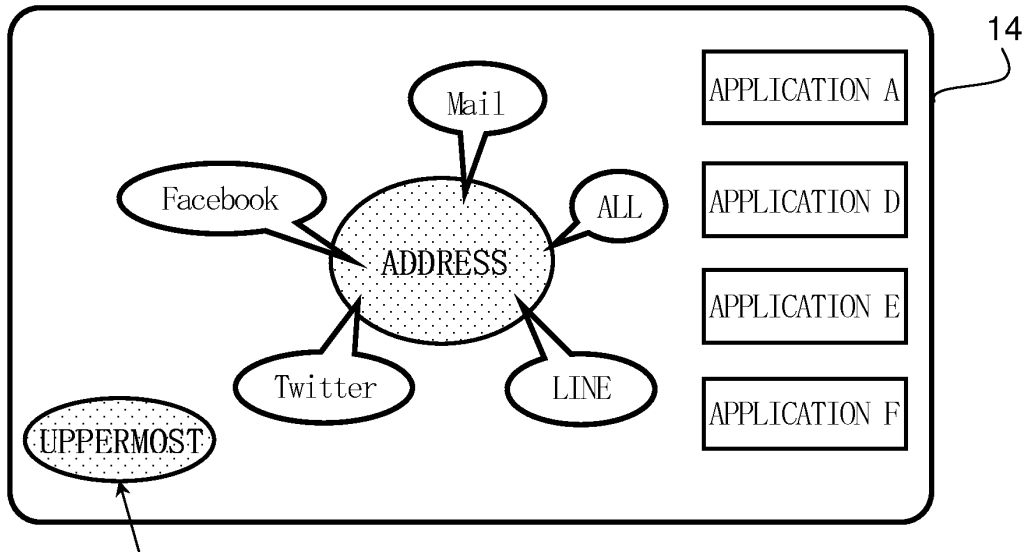 14
Mail
APPLICATION A
Facebook
ALL
APPLICATION D
ADDRESS
APPLICATION E
Twitter
LINE
APPLICATION F
UPPERMOST